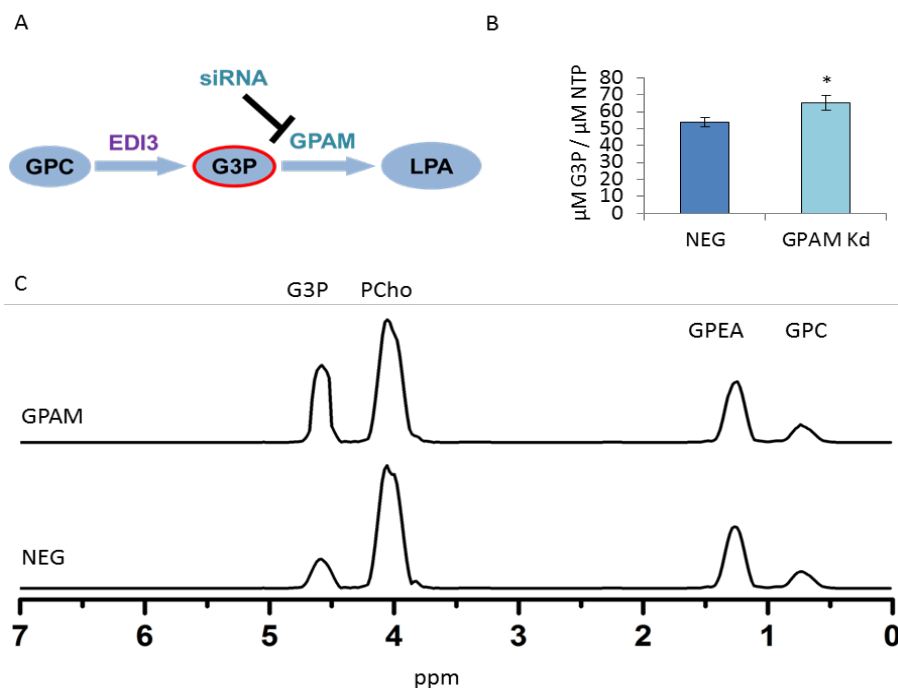 A
siRNA
EDI3
GPAM
GPC
G3P
LPA
B
µM G3P / µM NTP
80
70
60
50
40
30
20
10
0
*
NEG
GPAM Kd
C
G3P
PCho
GPEA
GPC
GPAM
NEG
7 6 5 4 3 2 1 0
ppm